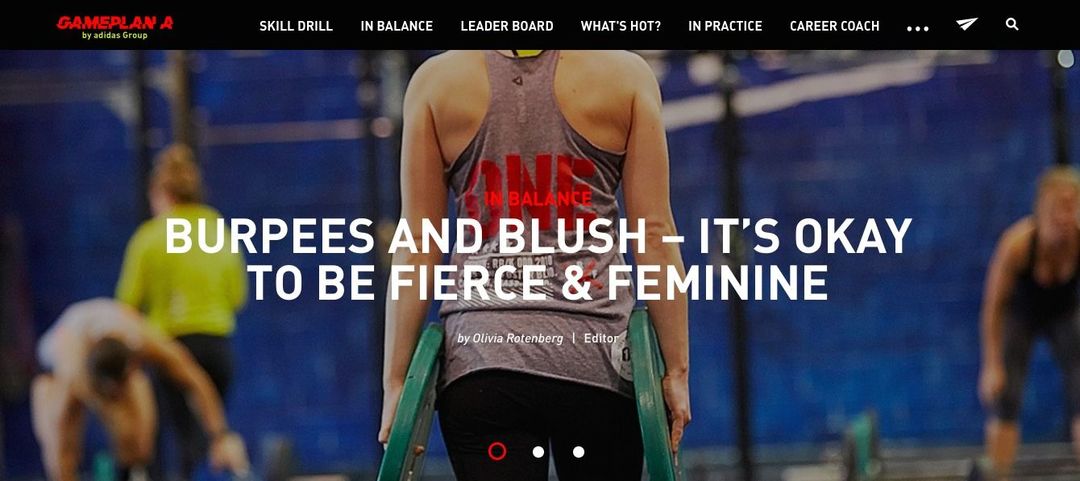 GAMEPLAN A
by adidas Group
SKILL DRILL IN BALANCE LEADER BOARD WHAT'S HOT? IN PRACTICE CAREER COACH
ONE
IN BALANCE
BURPEES AND BLUSH – IT'S OKAY
TO BE FIERCE & FEMININE
by Olivia Rotenberg | Editor